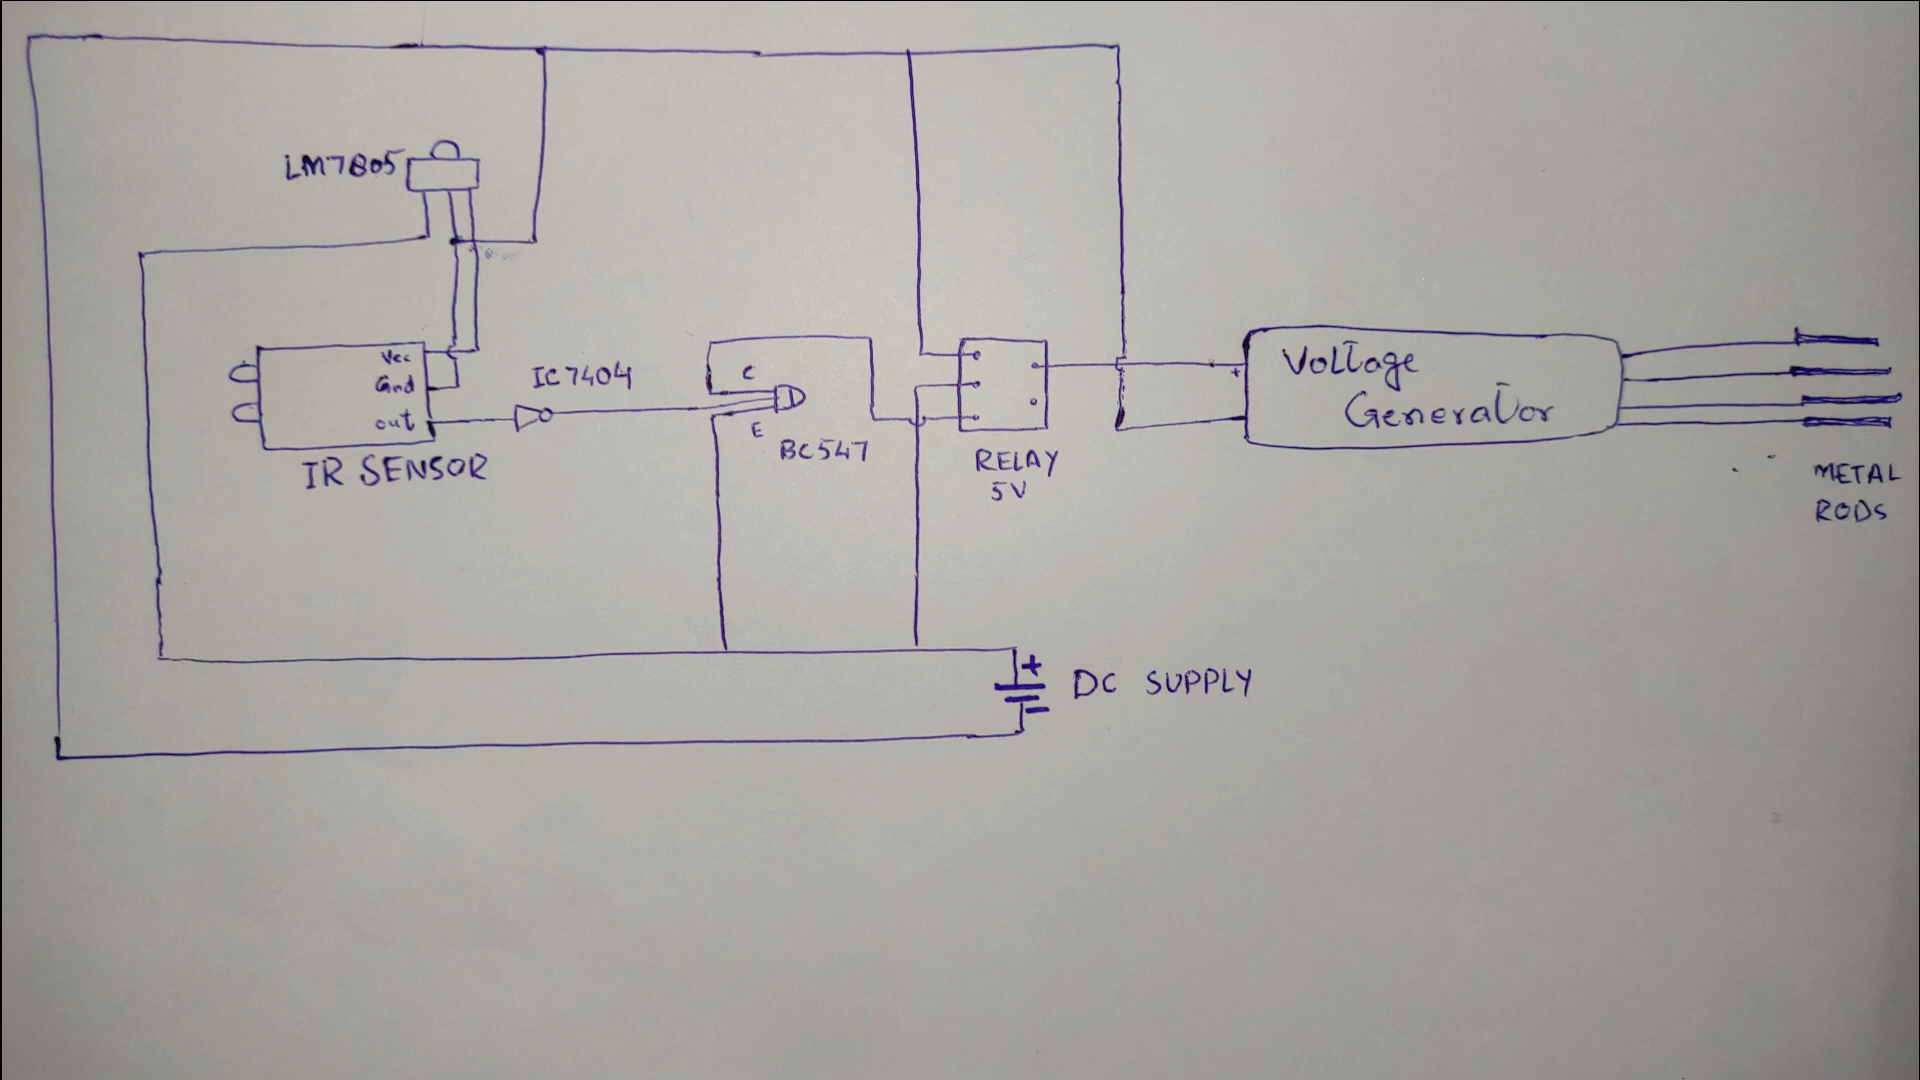 LM7805
Vcc
Gnd
out
IR SENSOR
IC7404
C
E
BC547
RELAY
5V
+
Voltage
Generator
METAL
RODS
+
-
DC SUPPLY